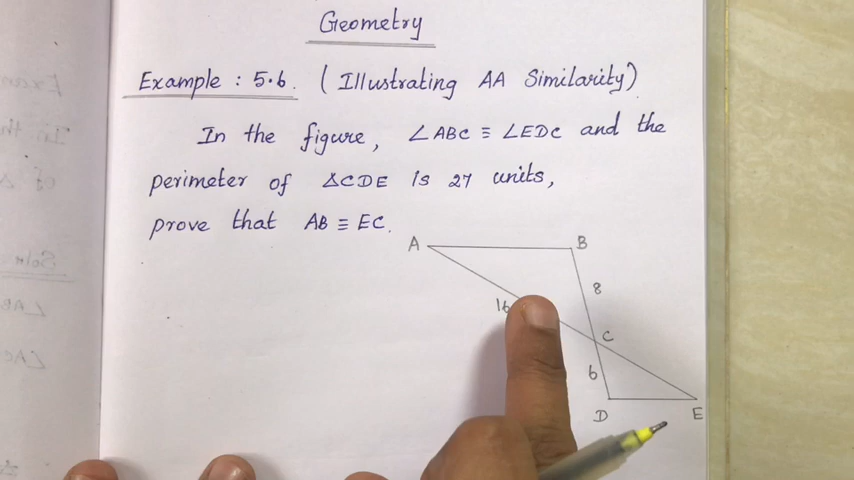 Geometry
Example : 5.6. (Illustrating AA Similarity)
In the figure, ∠ABC ≡ ∠EDC and the
perimeter of ΔCDE is 27 units,
prove that AB ≡ EC.
A B
8
16
C
6
D E